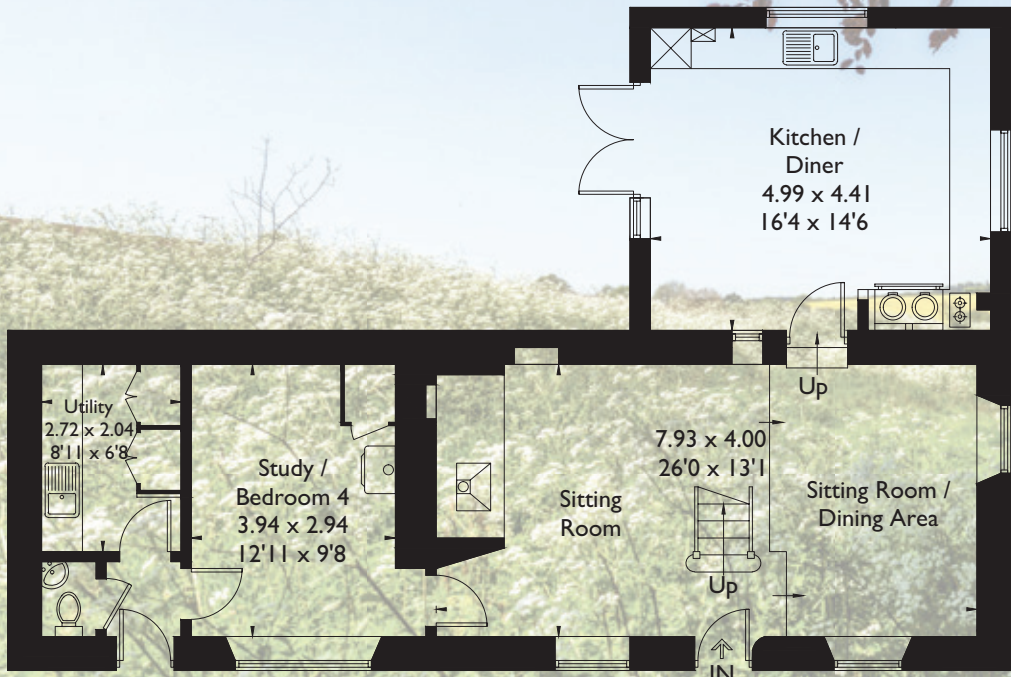 Kitchen /
Diner
4.99 x 4.41
16'4 x 14'6
Up
Utility
2.72 x 2.04
8'11 x 6'8
Study /
Bedroom 4
3.94 x 2.94
12'11 x 9'8
Sitting
Room
7.93 x 4.00
26'0 x 13'1
Sitting Room /
Dining Area
Up
IN